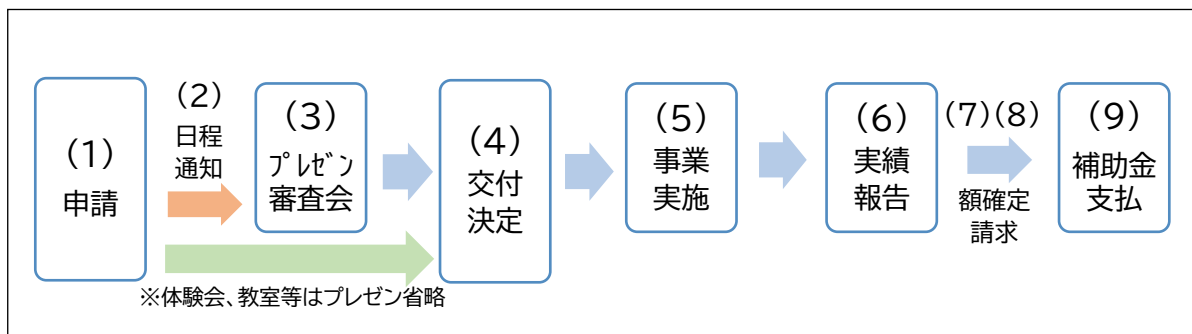 (1)
申請
(2)
日程
通知
(3)
プレゼン
審査会
※体験会、教室等はプレゼン省略
(4)
交付
決定
(5)
事業
実施
(6)
実績
報告
(7)(8)
額確定
請求
(9)
補助金
支払